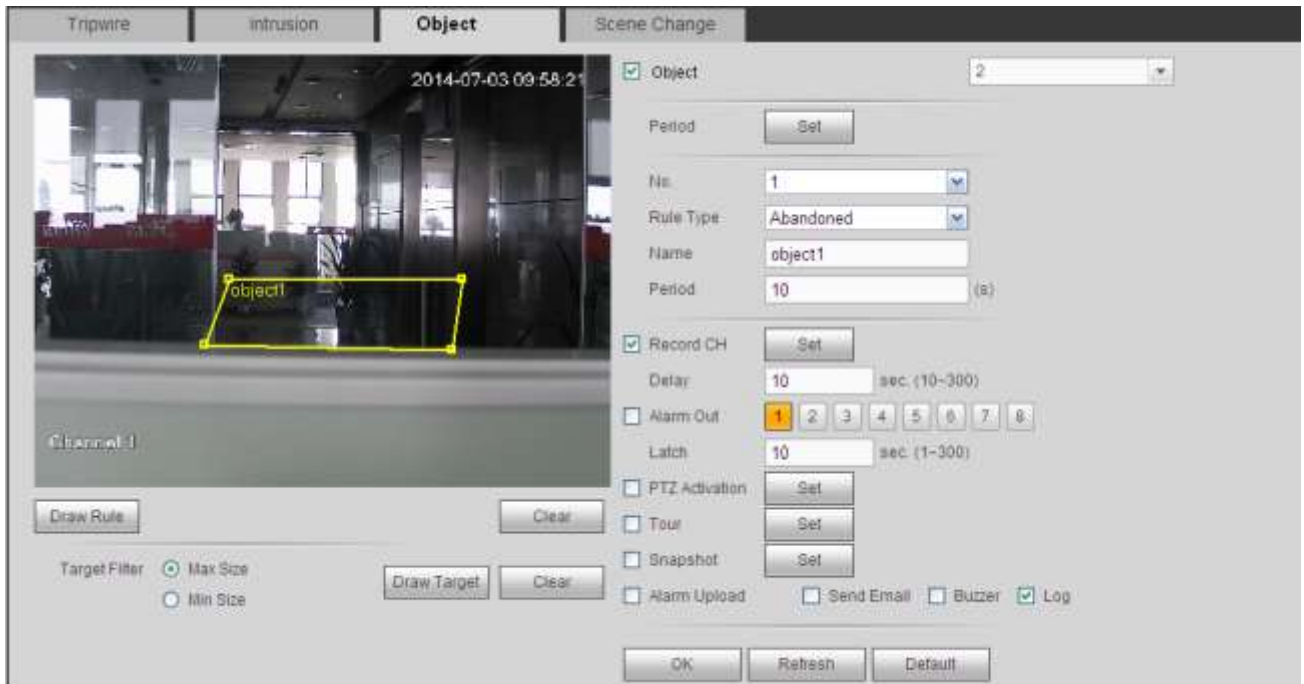 Tripwire Intrusion Object Scene Change
2014-07-03 09:58:21
object1
Channel 1
Draw Rule Clear
Target Filter Max Size
Min Size
Draw Target Clear
Object 2
Period Set
No. 1
Rule Type Abandoned
Name object1
Period 10 (s)
Record CH Set
Delay 10 sec. (10~300)
Alarm Out 1 2 3 4 5 6 7 8
Latch 10 sec. (1~300)
PTZ Activation Set
Tour Set
Snapshot Set
Alarm Upload Send Email Buzzer Log
OK Refresh Default